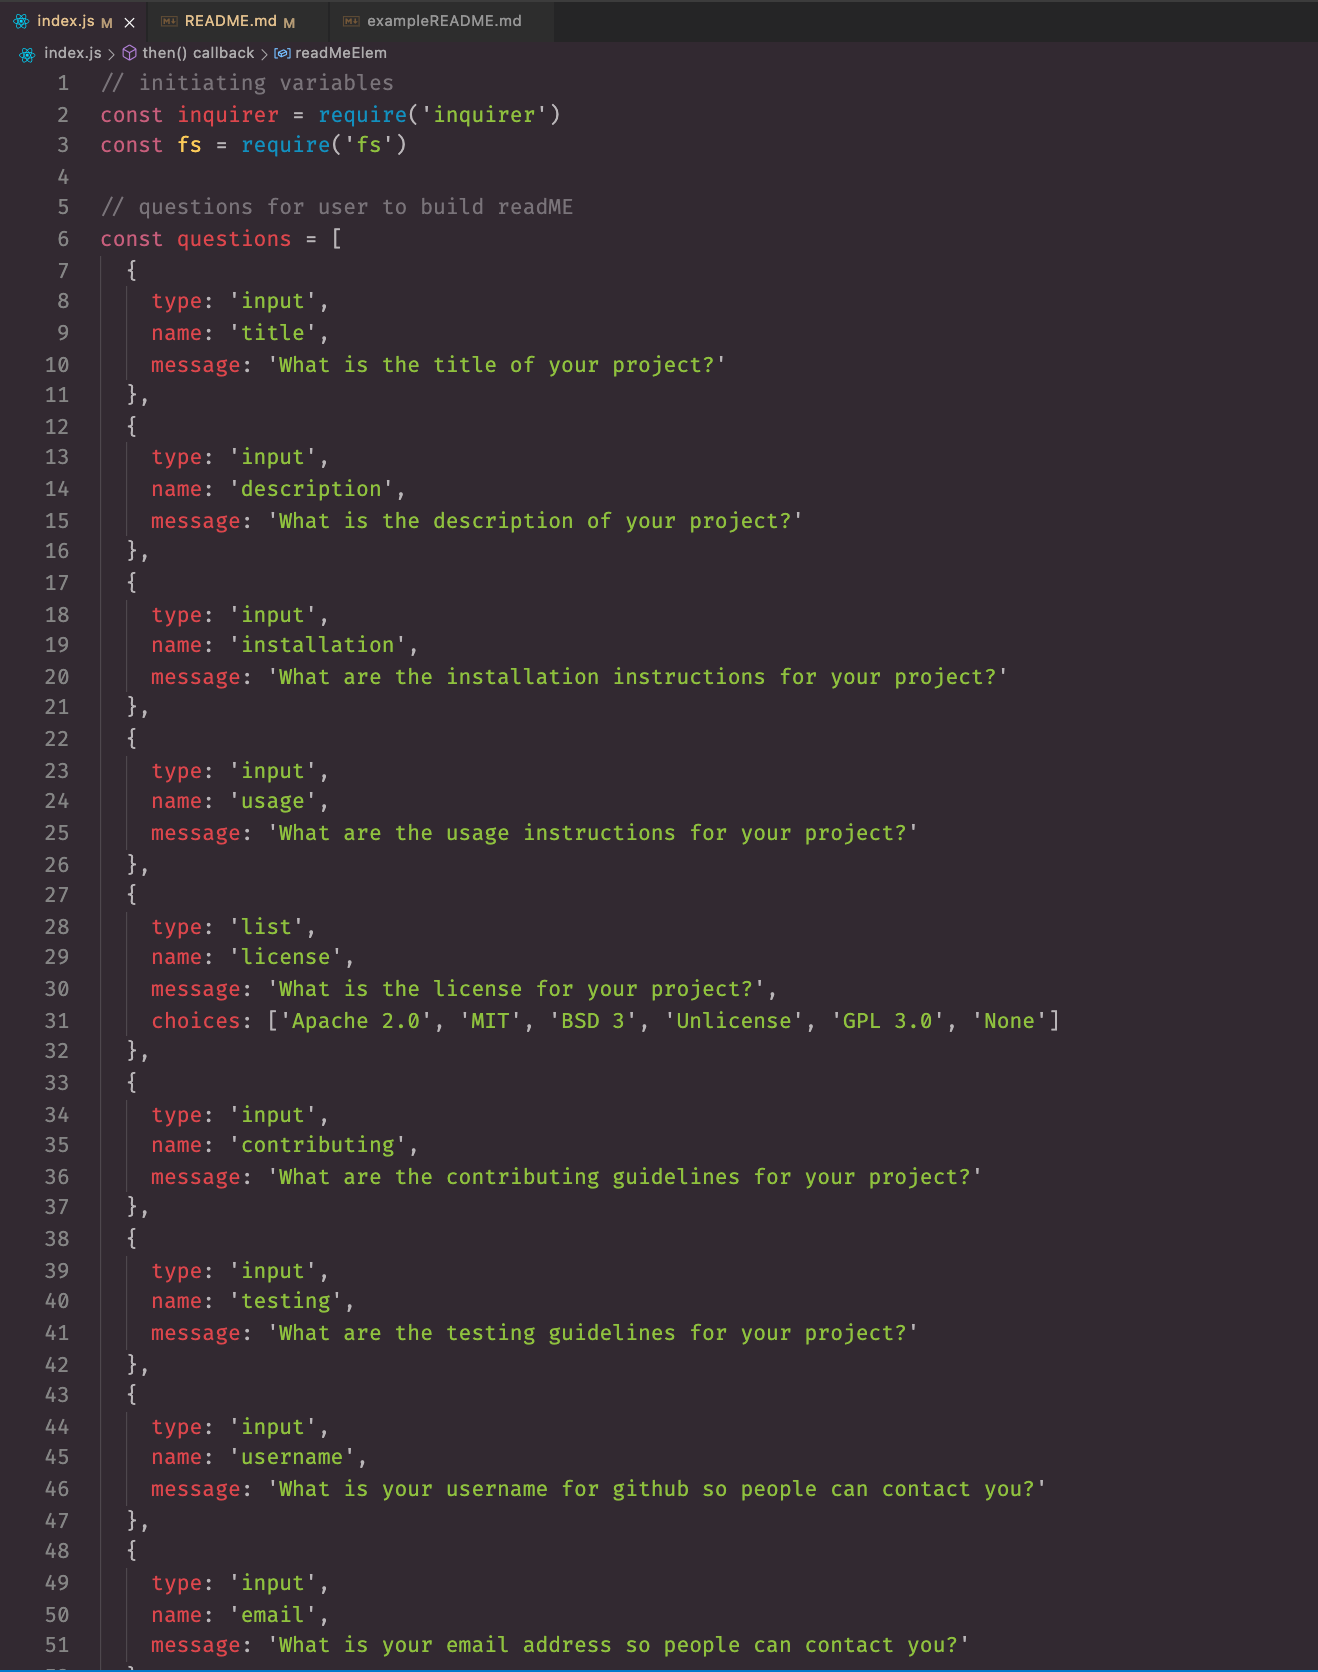 index.js M ×
README.md M
exampleREADME.md
index.js > then() callback > readMeElem
1 // initiating variables
2 const inquirer = require('inquirer')
3 const fs = require('fs')
4
5 // questions for user to build readME
6 const questions = [
7 {
8 type: 'input',
9 name: 'title',
10 message: 'What is the title of your project?'
11 },
12 {
13 type: 'input',
14 name: 'description',
15 message: 'What is the description of your project?'
16 },
17 {
18 type: 'input',
19 name: 'installation',
20 message: 'What are the installation instructions for your project?'
21 },
22 {
23 type: 'input',
24 name: 'usage',
25 message: 'What are the usage instructions for your project?'
26 },
27 {
28 type: 'list',
29 name: 'license',
30 message: 'What is the license for your project?',
31 choices: ['Apache 2.0', 'MIT', 'BSD 3', 'Unlicense', 'GPL 3.0', 'None']
32 },
33 {
34 type: 'input',
35 name: 'contributing',
36 message: 'What are the contributing guidelines for your project?'
37 },
38 {
39 type: 'input',
40 name: 'testing',
41 message: 'What are the testing guidelines for your project?'
42 },
43 {
44 type: 'input',
45 name: 'username',
46 message: 'What is your username for github so people can contact you?'
47 },
48 {
49 type: 'input',
50 name: 'email',
51 message: 'What is your email address so people can contact you?'